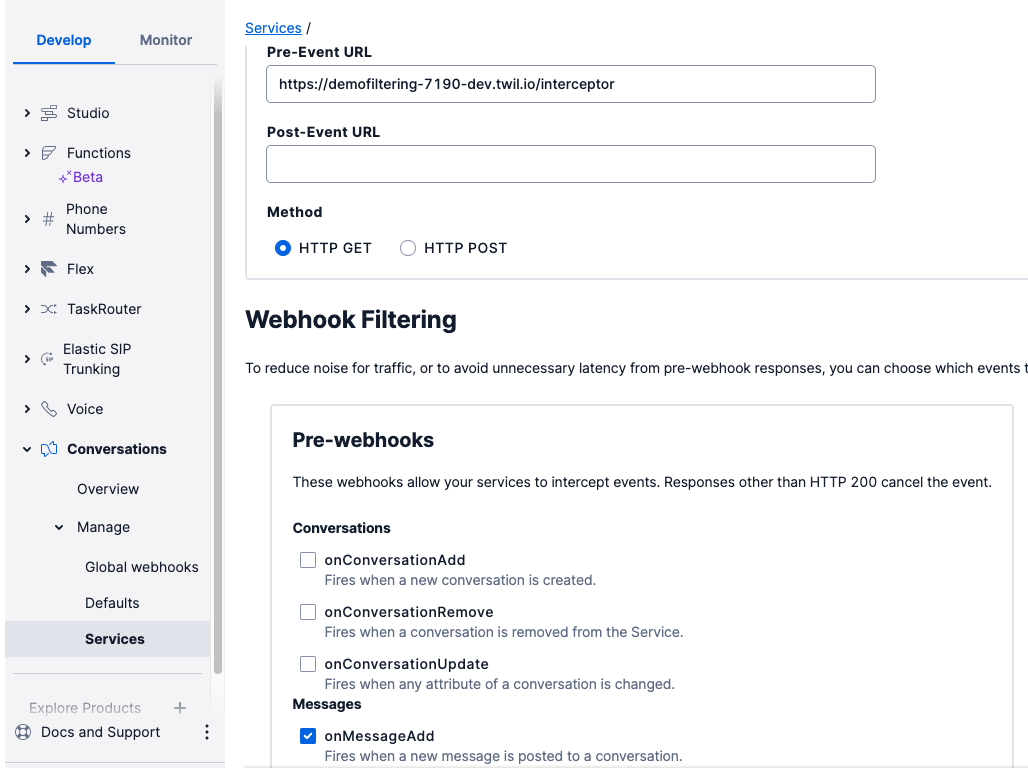 Develop
Monitor
Studio
Functions
Beta
Phone
Numbers
Flex
TaskRouter
Elastic SIP
Trunking
Voice
Conversations
Overview
Manage
Global webhooks
Defaults
Services
Explore Products +
Docs and Support
Services /
Pre-Event URL
https://demofiltering-7190-dev.twil.io/interceptor
Post-Event URL
Method
HTTP GET
HTTP POST
Webhook Filtering
To reduce noise for traffic, or to avoid unnecessary latency from pre-webhook responses, you can choose which events t
Pre-webhooks
These webhooks allow your services to intercept events. Responses other than HTTP 200 cancel the event.
Conversations
onConversationAdd
Fires when a new conversation is created.
onConversationRemove
Fires when a conversation is removed from the Service.
onConversationUpdate
Fires when any attribute of a conversation is changed.
Messages
onMessageAdd
Fires when a new message is posted to a conversation.